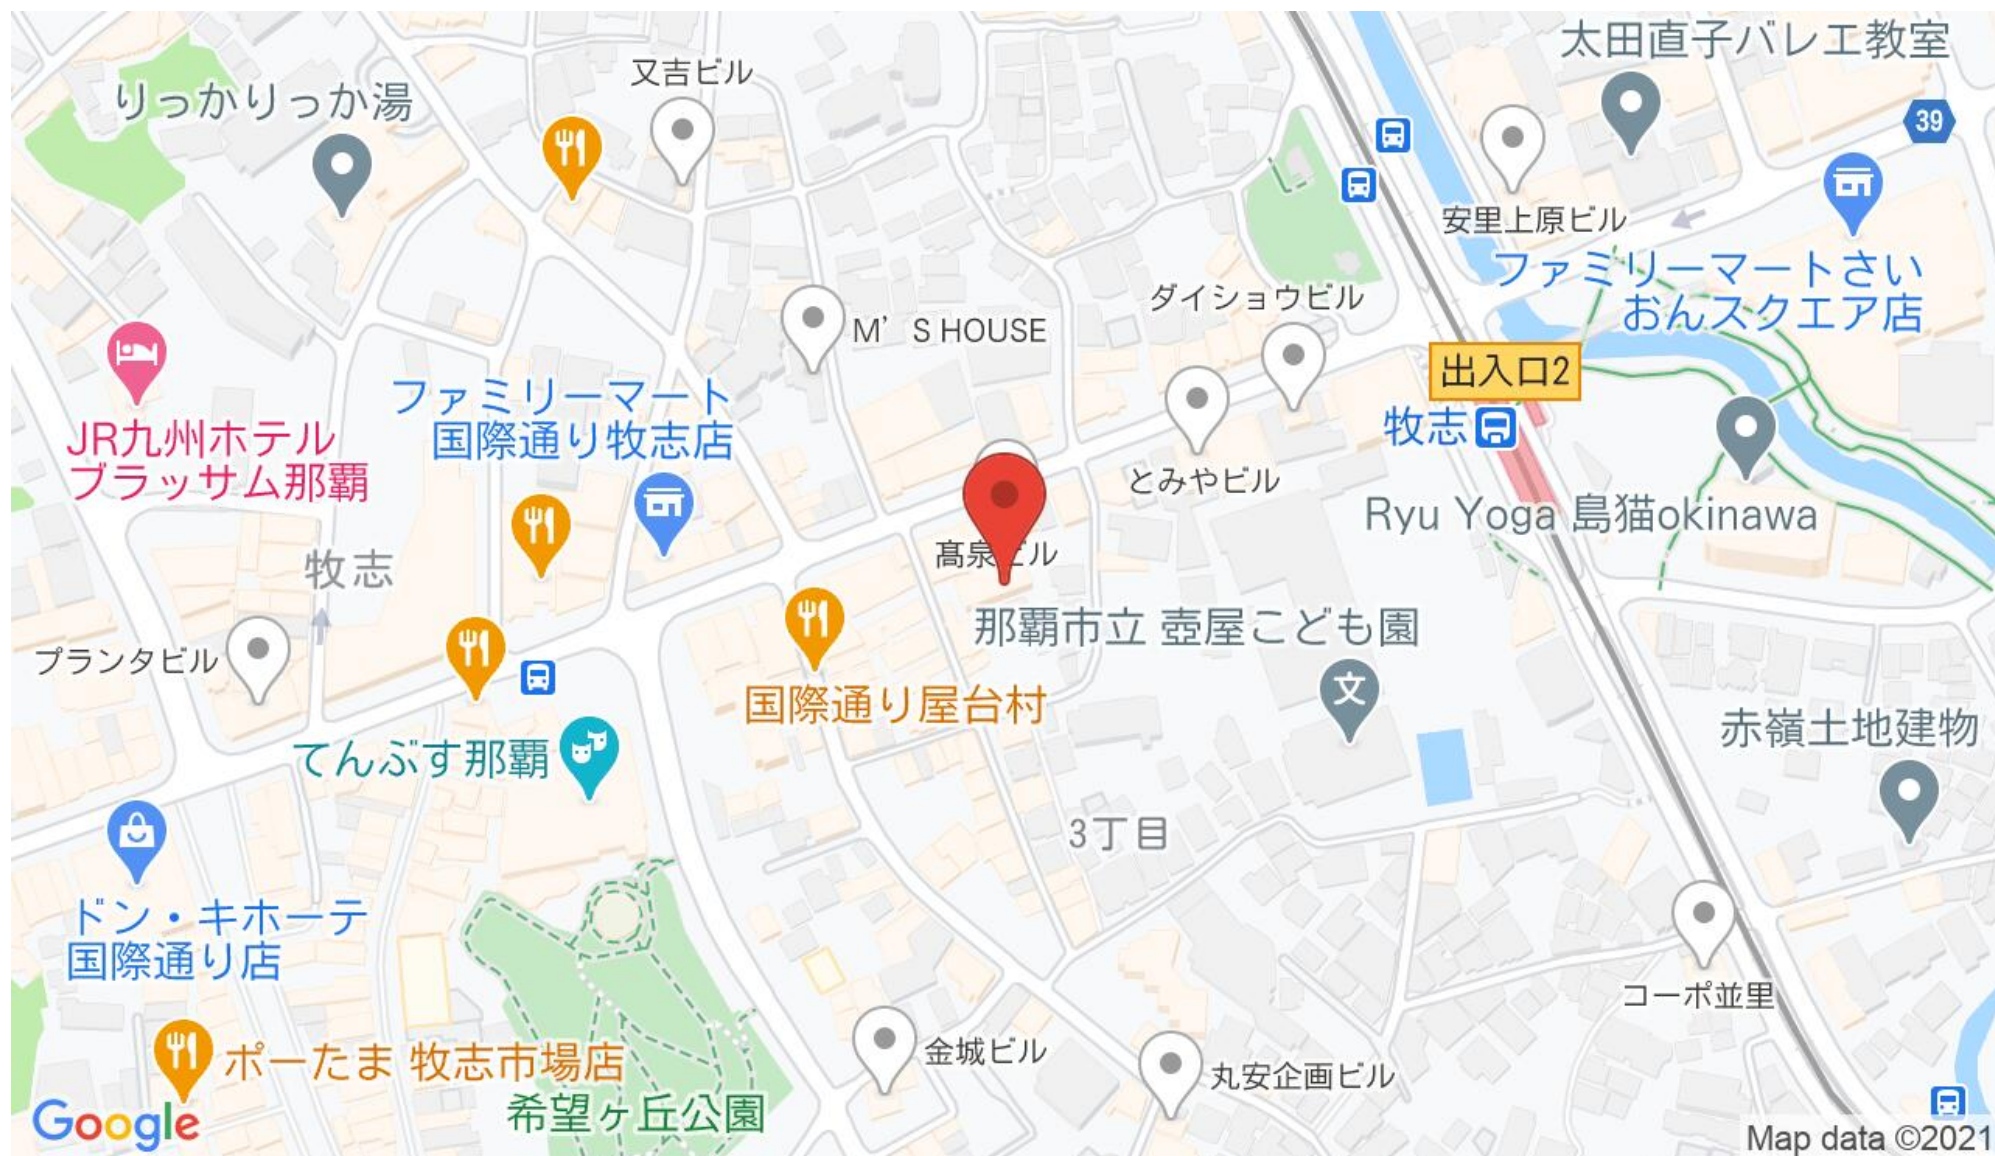 太田直子バレエ教室
又吉ビル
りっかりっか湯
39
安里上原ビル
ファミリーマートさい
おんスクエア店
ダイショウビル
M’S HOUSE
出入口2
牧志
ファミリーマート
国際通り牧志店
JR九州ホテル
ブラッサム那覇
とみやビル
Ryu Yoga 島猫okinawa
髙泉ビル
牧志
那覇市立 壺屋こども園
文
プランタビル
国際通り屋台村
赤嶺土地建物
てんぶす那覇
3丁目
ドン・キホーテ
国際通り店
コーポ並里
ポーたま 牧志市場店
金城ビル
丸安企画ビル
希望ヶ丘公園
Google
Map data ©2021